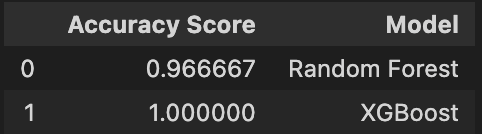 Accuracy Score Model
0 0.966667 Random Forest
1 1.000000 XGBoost